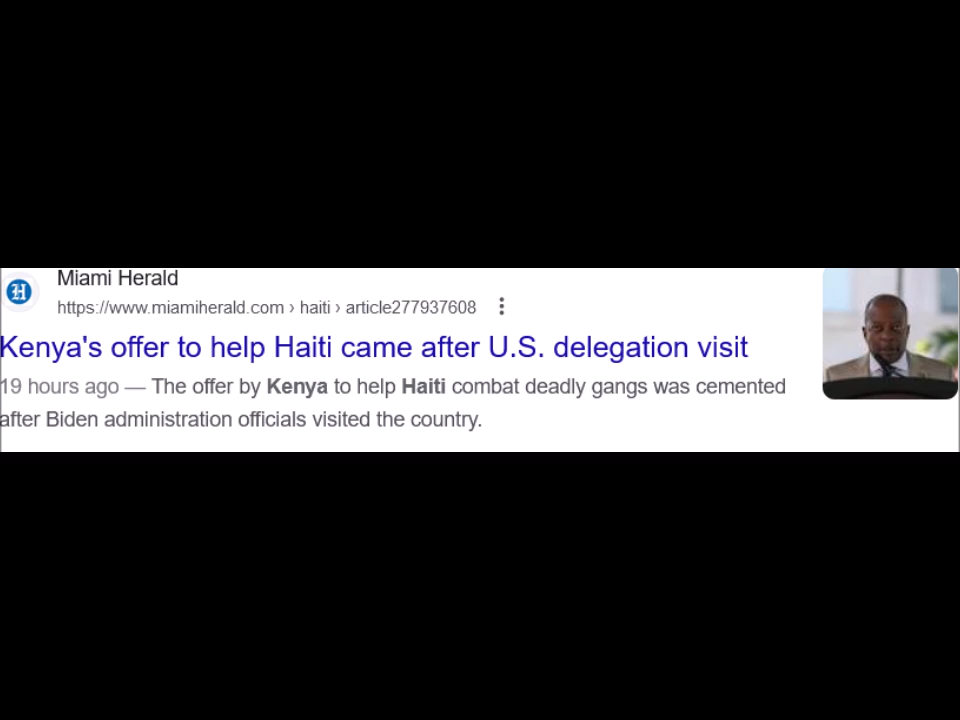 Miami Herald
https://www.miamiherald.com › haiti › article277937608
Kenya's offer to help Haiti came after U.S. delegation visit
19 hours ago — The offer by Kenya to help Haiti combat deadly gangs was cemented
after Biden administration officials visited the country.